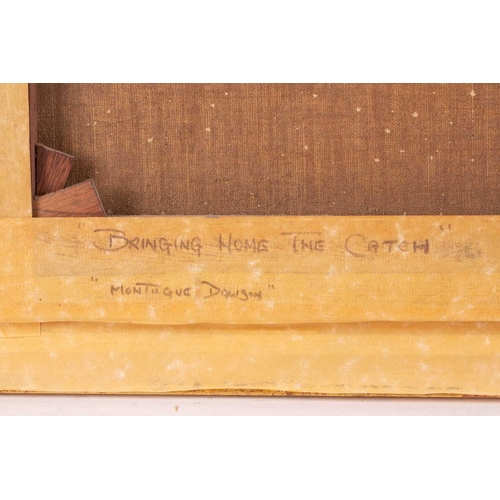 "BRINGING HOME THE CATCH"
"MONTAGUE DAWSON"